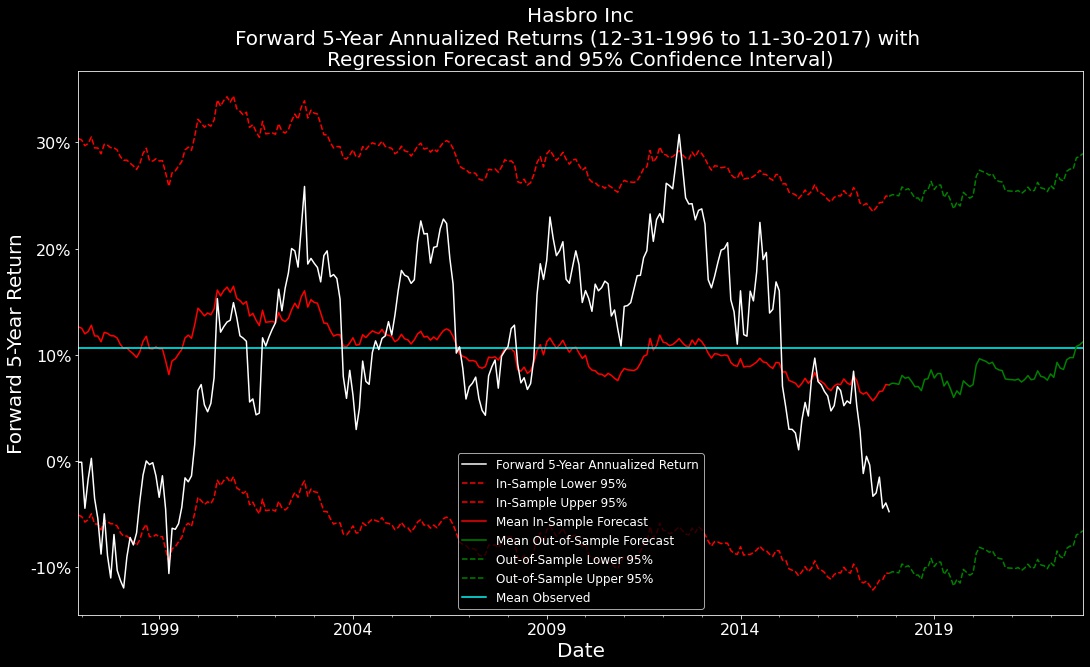 Hasbro Inc
Forward 5-Year Annualized Returns (12-31-1996 to 11-30-2017) with
Regression Forecast and 95% Confidence Interval)
Forward 5-Year Return
30%
20%
10%
0%
-10%
Forward 5-Year Annualized Return
In-Sample Lower 95%
In-Sample Upper 95%
Mean In-Sample Forecast
Mean Out-of-Sample Forecast
Out-of-Sample Lower 95%
Out-of-Sample Upper 95%
Mean Observed
1999 2004 2009 2014 2019
Date